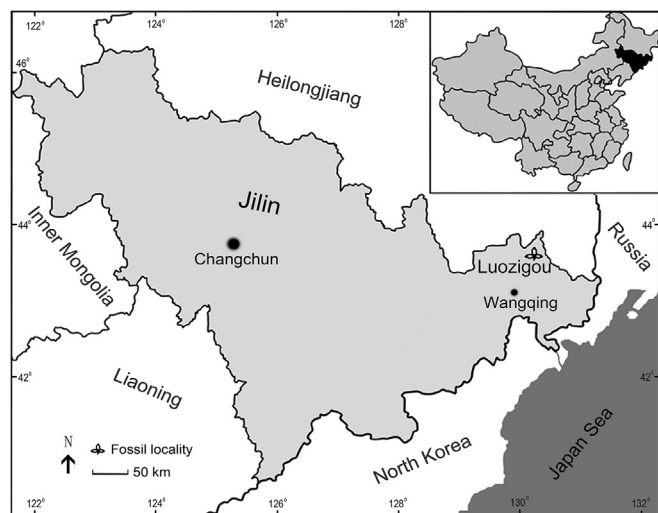 122°
124°
126°
128°
46°
Heilongjiang
Jilin
44°
44°
Inner Mongolia
Changchun
Luozigou
Russia
Wangqing
42°
42°
Liaoning
N
Fossil locality
50 km
North Korea
Japan Sea
122°
124°
126°
128°
130°
132°